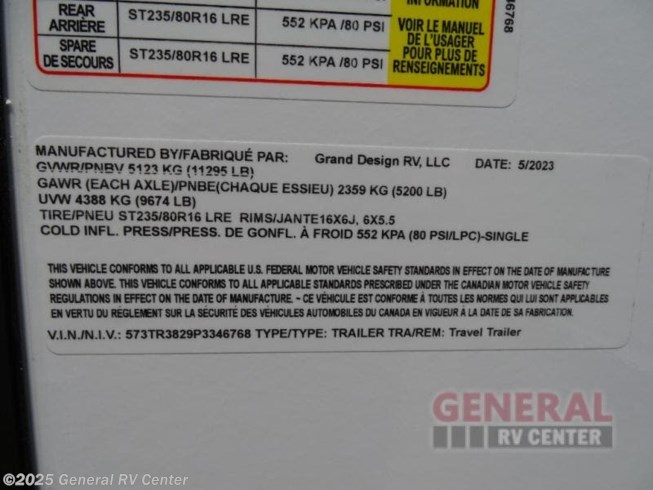 INFORMATION
REAR
ARRIÈRE
ST235/80R16 LRE
552 KPA /80 PSI
SPARE
DE SECOURS
ST235/80R16 LRE
552 KPA /80 PSI
VOIR LE MANUEL
DE L'USAGER
POUR PLUS DE
RENSEIGNEMENTS
46768
MANUFACTURED BY/FABRIQUÉ PAR: Grand Design RV, LLC DATE: 5/2023
GVWR/PNBV 5123 KG (11295 LB)
GAWR (EACH AXLE)/PNBE(CHAQUE ESSIEU) 2359 KG (5200 LB)
UVW 4388 KG (9674 LB)
TIRE/PNEU ST235/80R16 LRE RIMS/JANTE16X6J, 6X5.5
COLD INFL. PRESS/PRESS. DE GONFL. À FROID 552 KPA (80 PSI/LPC)-SINGLE
THIS VEHICLE CONFORMS TO ALL APPLICABLE U.S. FEDERAL MOTOR VEHICLE SAFETY STANDARDS IN EFFECT ON THE DATE OF MANUFACTURE
SHOWN ABOVE. THIS VEHICLE CONFORMS TO ALL APPLICABLE STANDARDS PRESCRIBED UNDER THE CANADIAN MOTOR VEHICLE SAFETY
REGULATIONS IN EFFECT ON THE DATE OF MANUFACTURE. – CE VÉHICULE EST CONFORME À TOUTES LES NORMES QUI LUI SONT APPLICABLES
EN VERTU DU RÈGLEMENT SUR LA SÉCURITÉ DES VÉHICULES AUTOMOBILES DU CANADA EN VIGUEUR À LA DATE DE SA FABRICATION.
V.I.N./N.I.V.: 573TR3829P3346768 TYPE/TYPE: TRAILER TRA/REM: Travel Trailer
GENERAL
RV CENTER
©2025 General RV Center